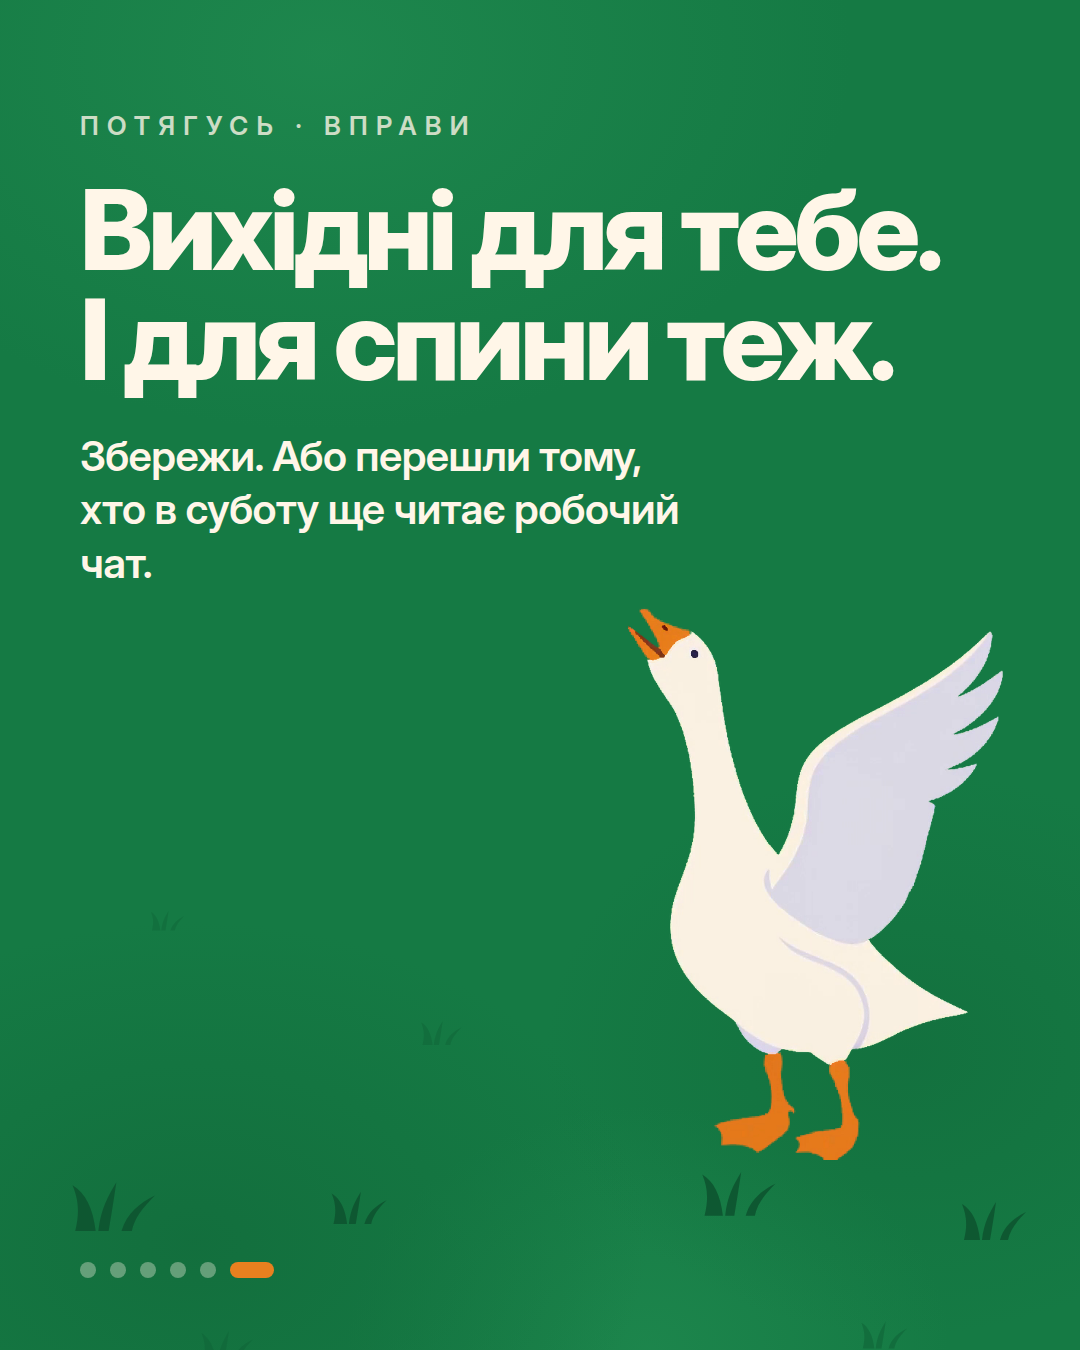 ПОТЯГУСЬ · ВПРАВИ
Вихідні для тебе.
І для спини теж.
Збережи. Або перешли тому,
хто в суботу ще читає робочий
чат.